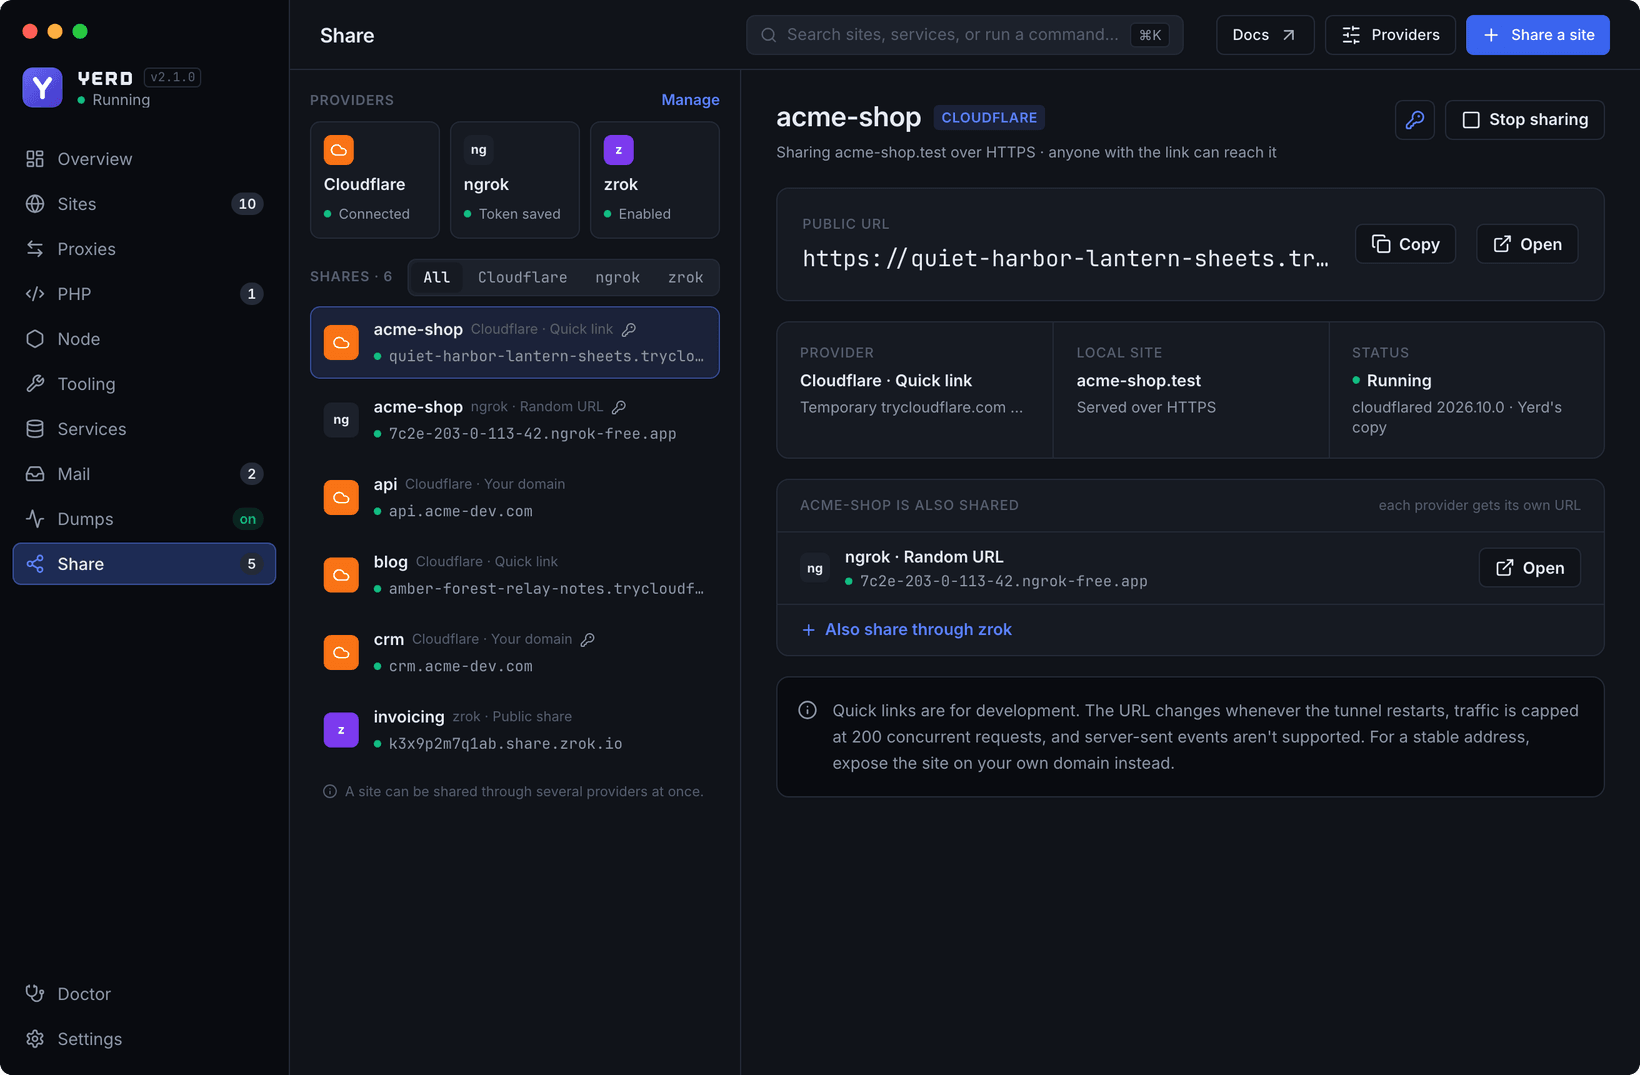 Y
YERD
v2.1.0
Running
Overview
Sites
10
Proxies
PHP
1
Node
Tooling
Services
Mail
2
Dumps
on
Share
5
Doctor
Settings
Share
Search sites, services, or run a command...
⌘K
Docs
Providers
Share a site
PROVIDERS
Manage
Cloudflare
Connected
ng
ngrok
Token saved
z
zrok
Enabled
SHARES · 6
All
Cloudflare
ngrok
zrok
acme-shop Cloudflare · Quick link
quiet-harbor-lantern-sheets.tryclo…
ng
acme-shop ngrok · Random URL
7c2e-203-0-113-42.ngrok-free.app
api Cloudflare · Your domain
api.acme-dev.com
blog Cloudflare · Quick link
amber-forest-relay-notes.trycloudf…
crm Cloudflare · Your domain
crm.acme-dev.com
z
invoicing zrok · Public share
k3x9p2m7q1ab.share.zrok.io
A site can be shared through several providers at once.
acme-shop
CLOUDFLARE
Sharing acme-shop.test over HTTPS · anyone with the link can reach it
Stop sharing
PUBLIC URL
https://quiet-harbor-lantern-sheets.tr…
Copy
Open
PROVIDER
Cloudflare · Quick link
Temporary trycloudflare.com ...
LOCAL SITE
acme-shop.test
Served over HTTPS
STATUS
Running
cloudflared 2026.10.0 · Yerd's
copy
ACME-SHOP IS ALSO SHARED
each provider gets its own URL
ng
ngrok · Random URL
7c2e-203-0-113-42.ngrok-free.app
Open
Also share through zrok
Quick links are for development. The URL changes whenever the tunnel restarts, traffic is capped
at 200 concurrent requests, and server-sent events aren't supported. For a stable address,
expose the site on your own domain instead.